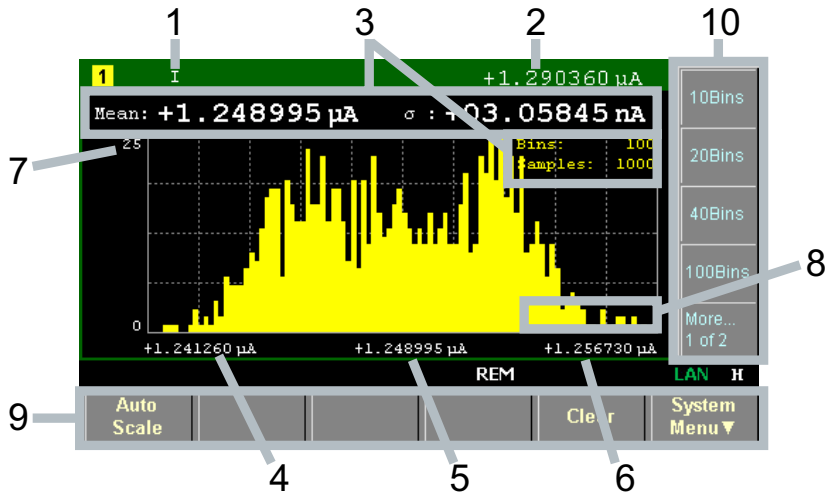 1 3 2 10
1 I +1.290360 µA
Mean: +1.248995 µA σ : +03.05845 nA
Bins: 100
Samples: 1000
25
7
0
+1.241260 µA +1.248995 µA +1.256730 µA
10Bins
20Bins
40Bins
100Bins
8
More...
1 of 2
REM LAN H
9
Auto
Scale
Clear
System
Menu▼
4 5 6